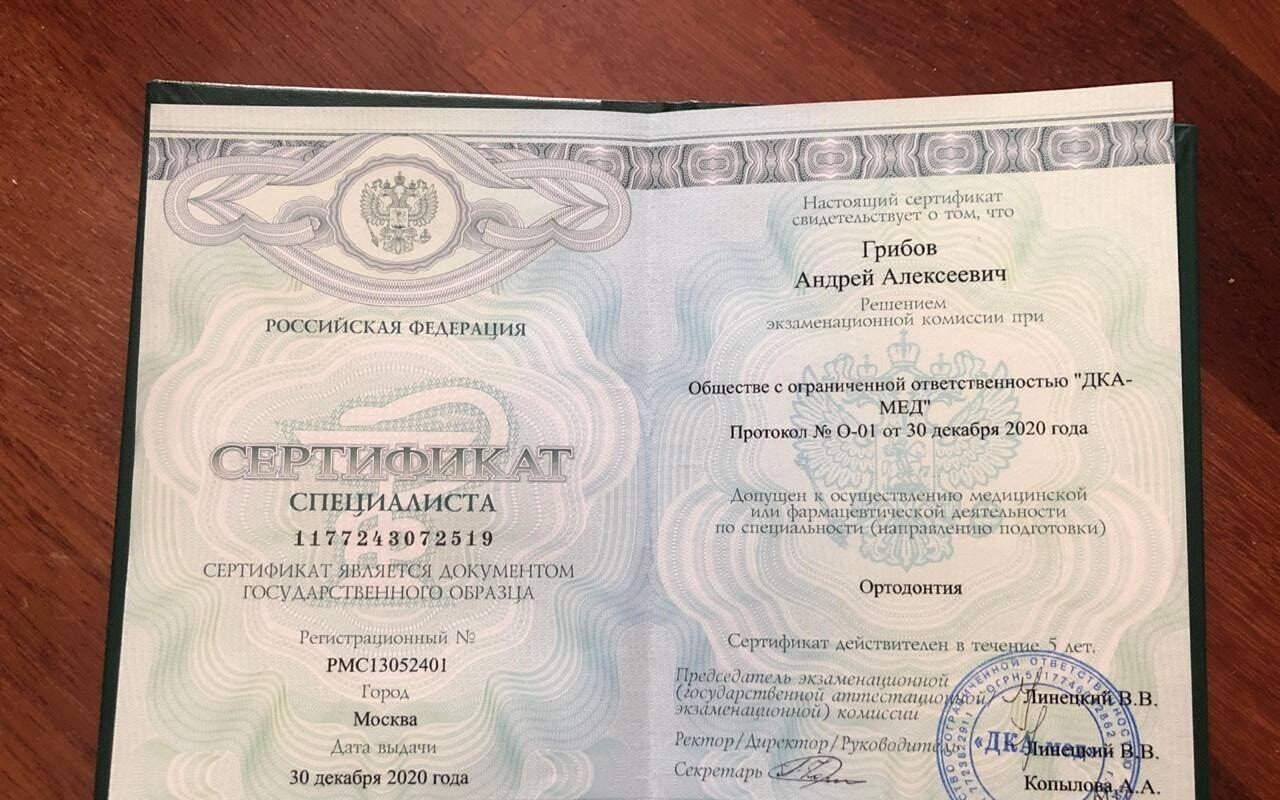 РОССИЙСКАЯ ФЕДЕРАЦИЯ
СЕРТИФИКАТ
СПЕЦИАЛИСТА
1177243072519
СЕРТИФИКАТ ЯВЛЯЕТСЯ ДОКУМЕНТОМ
ГОСУДАРСТВЕННОГО ОБРАЗЦА
Регистрационный №
РМС13052401
Город
Москва
Дата выдачи
30 декабря 2020 года
Настоящий сертификат
свидетельствует о том, что
Грибов
Андрей Алексеевич
Решением
экзаменационной комиссии при
Обществе с ограниченной ответственностью "ДКА-
МЕД"
Протокол № О-01 от 30 декабря 2020 года
Допущен к осуществлению медицинской
или фармацевтической деятельности
по специальности (направлению подготовки)
Ортодонтия
Сертификат действителен в течение 5 лет.
Председатель экзаменационной
(государственной аттестационной,
экзаменационной) комиссии
Линецкий В.В.
Ректор/Директор/Руководитель
Линецкий В.В.
Секретарь
Копылова А.А.
ОГРАНИЧЕННОЙ ОТВЕТСТВЕННОСТЬЮ
«ДКА